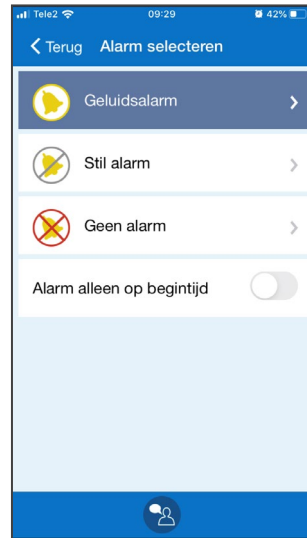 Tele2 09:29 42%
Terug Alarm selecteren
Geluidsalarm
Stil alarm
Geen alarm
Alarm alleen op begintijd